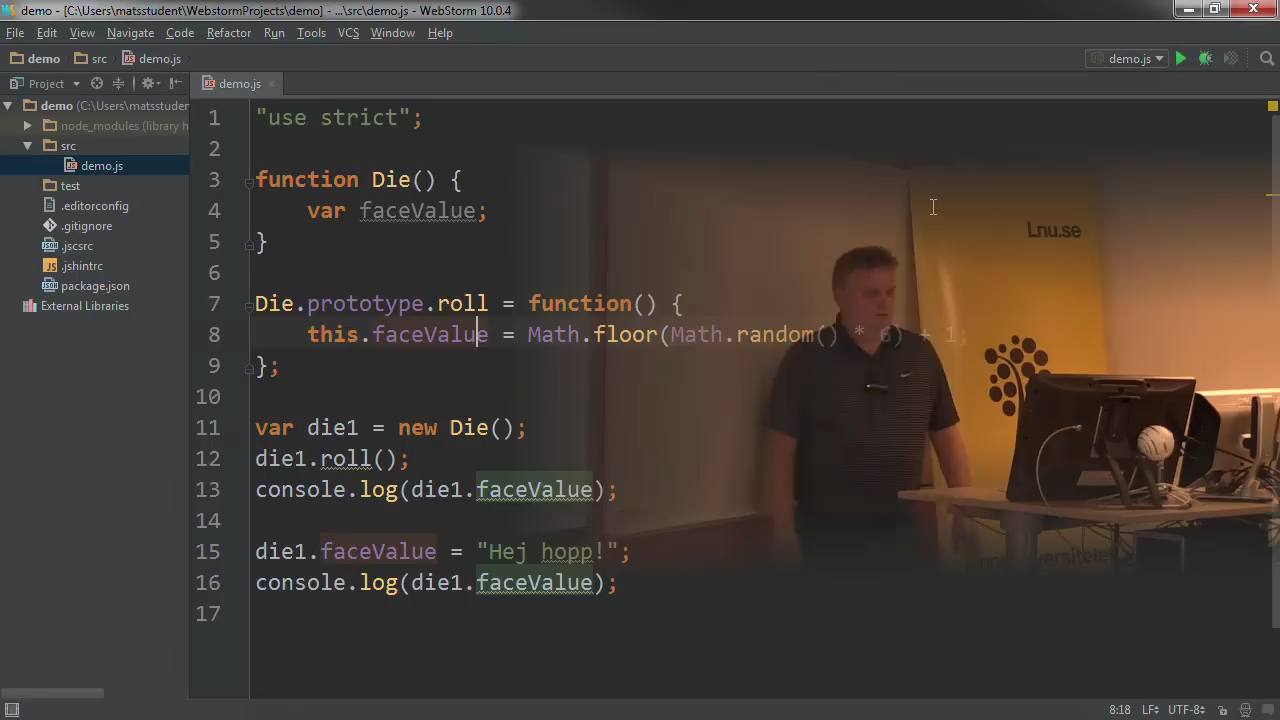 demo - [C:\Users\matsstudent\WebstormProjects\demo] - ...\src\demo.js - WebStorm 10.0.4
File Edit View Navigate Code Refactor Run Tools VCS Window Help
demo src demo.js demo.js
Project demo.js
demo (C:\Users\matsstuden
node_modules (library h
src
demo.js
test
.editorconfig
.gitignore
.jscsrc
.jshintrc
package.json
External Libraries
1 "use strict";
2
3 function Die() {
4 var faceValue;
5 }
6
7 Die.prototype.roll = function() {
8 this.faceValue = Math.floor(Math.random() * 6) + 1;
9 };
10
11 var die1 = new Die();
12 die1.roll();
13 console.log(die1.faceValue);
14
15 die1.faceValue = "Hej hopp!";
16 console.log(die1.faceValue);
17
Lnu.se
8:18 LF UTF-8